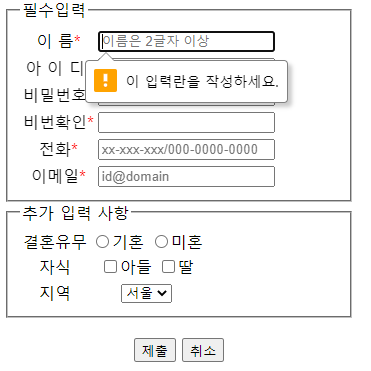 필수입력
이 름* 이름은 2글자 이상
아 이 디
! 이 입력란을 작성하세요.
비밀번호
비번확인*
전화* xx-xxx-xxx/000-0000-0000
이메일* id@domain
추가 입력 사항
결혼유무 기혼 미혼
자식 아들 딸
지역 서울
제출 취소